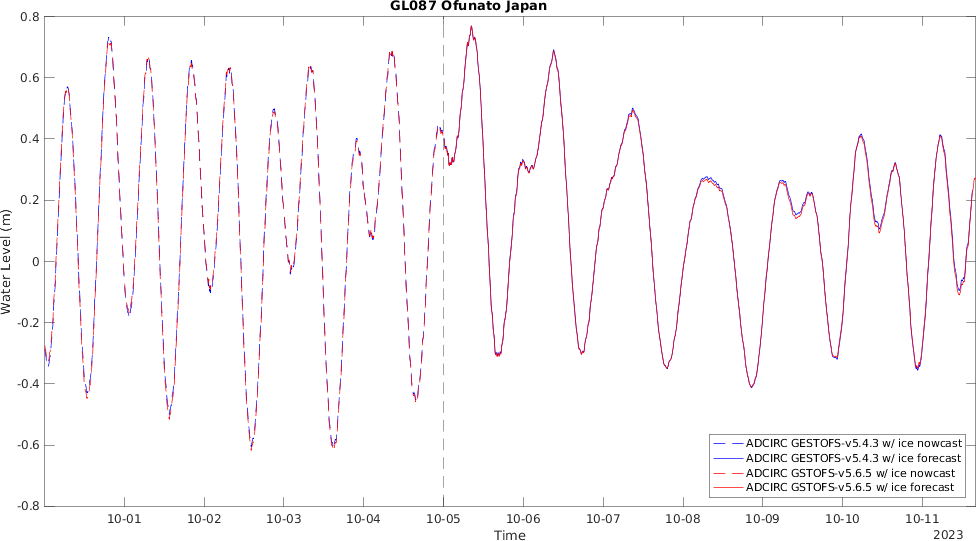 GL087 Ofunato Japan
Water Level (m)
0.8
0.6
0.4
0.2
0
-0.2
-0.4
-0.6
-0.8
10-01 10-02 10-03 10-04 10-05 10-06 10-07 10-08 10-09 10-10 10-11
Time
2023
ADCIRC GESTOFS-v5.4.3 w/ ice nowcast
ADCIRC GESTOFS-v5.4.3 w/ ice forecast
ADCIRC GSTOFS-v5.6.5 w/ ice nowcast
ADCIRC GSTOFS-v5.6.5 w/ ice forecast